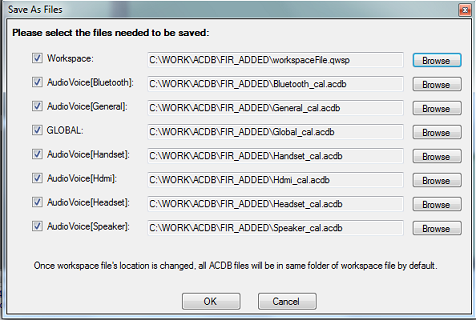 Save As Files
Please select the files needed to be saved:
Workspace: C:\WORK\ACDB\FIR_ADDED\workspaceFile.qwsp Browse
AudioVoice[Bluetooth]: C:\WORK\ACDB\FIR_ADDED\Bluetooth_cal.acdb Browse
AudioVoice[General]: C:\WORK\ACDB\FIR_ADDED\General_cal.acdb Browse
GLOBAL: C:\WORK\ACDB\FIR_ADDED\Global_cal.acdb Browse
AudioVoice[Handset]: C:\WORK\ACDB\FIR_ADDED\Handset_cal.acdb Browse
AudioVoice[Hdmi]: C:\WORK\ACDB\FIR_ADDED\Hdmi_cal.acdb Browse
AudioVoice[Headset]: C:\WORK\ACDB\FIR_ADDED\Headset_cal.acdb Browse
AudioVoice[Speaker]: C:\WORK\ACDB\FIR_ADDED\Speaker_cal.acdb Browse
Once workspace file's location is changed, all ACDB files will be in same folder of workspace file by default.
OK Cancel